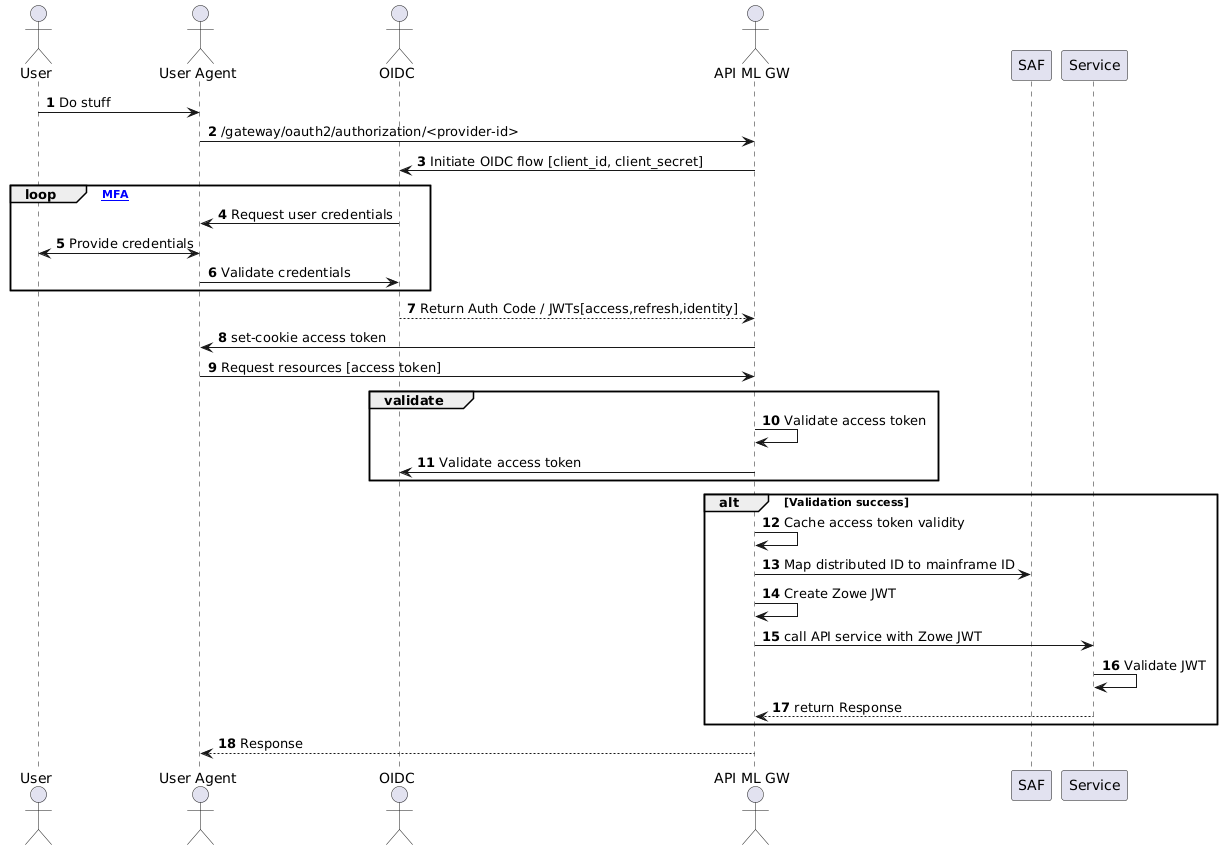 User
User Agent
OIDC
API ML GW
SAF
Service
1 Do stuff
2 /gateway/oauth2/authorization/<provider-id>
3 Initiate OIDC flow [client_id, client_secret]
loop MFA
4 Request user credentials
5 Provide credentials
6 Validate credentials
7 Return Auth Code / JWTs[access,refresh,identity]
8 set-cookie access token
9 Request resources [access token]
validate
10 Validate access token
11 Validate access token
alt [Validation success]
12 Cache access token validity
13 Map distributed ID to mainframe ID
14 Create Zowe JWT
15 call API service with Zowe JWT
16 Validate JWT
17 return Response
18 Response
User
User Agent
OIDC
API ML GW
SAF
Service